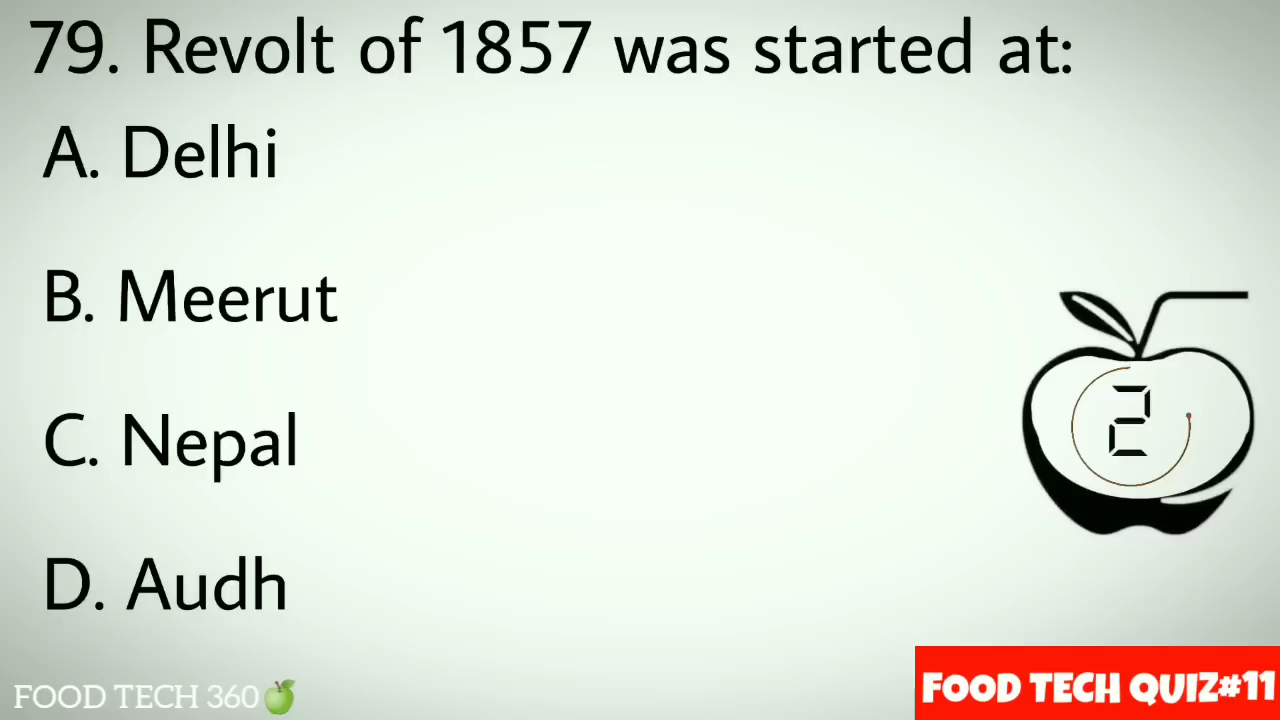 79. Revolt of 1857 was started at:
A. Delhi
B. Meerut
C. Nepal
D. Audh
2
FOOD TECH 360
FOOD TECH QUIZ#11